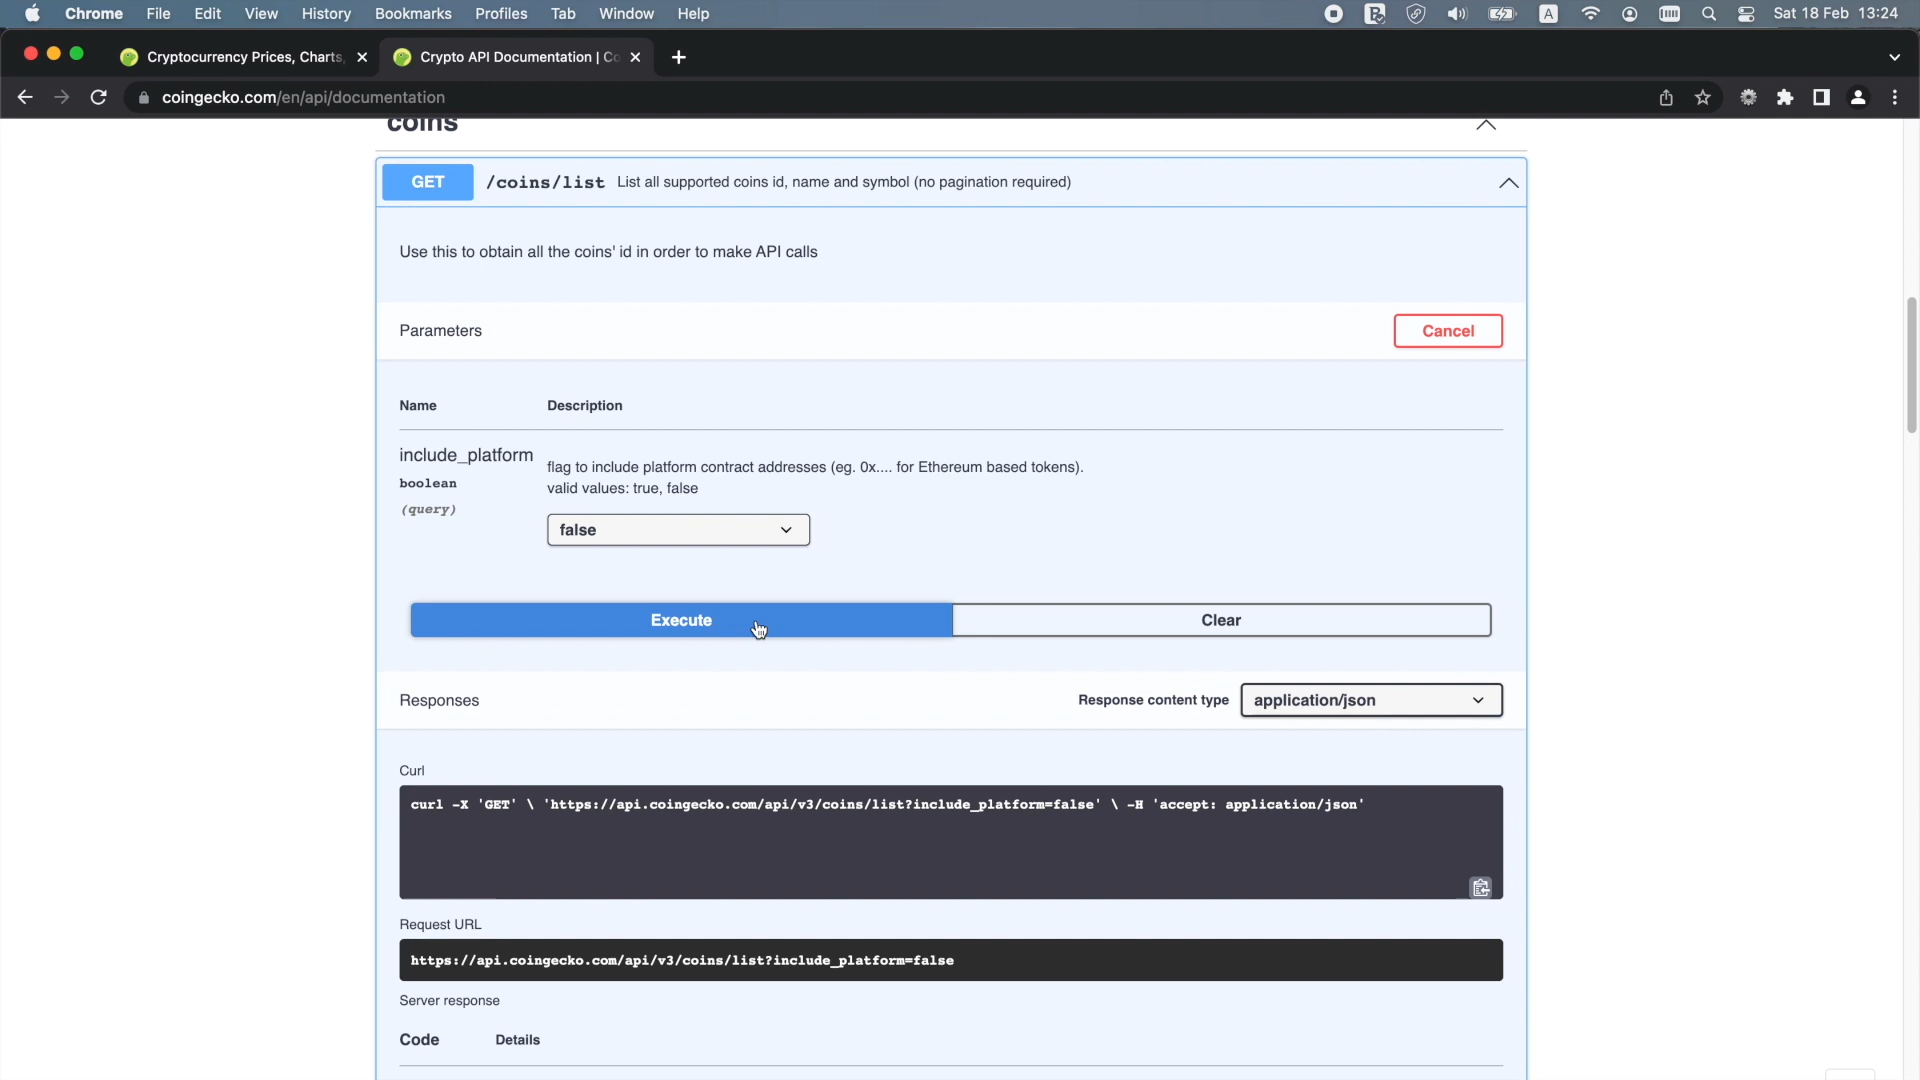 Chrome File Edit View History Bookmarks Profiles Tab Window Help A Sat 18 Feb 13:24
Cryptocurrency Prices, Charts, Crypto API Documentation | Co
coingecko.com/en/api/documentation
coins
GET /coins/list List all supported coins id, name and symbol (no pagination required)
Use this to obtain all the coins' id in order to make API calls
Parameters Cancel
Name Description
include_platform
flag to include platform contract addresses (eg. 0x.... for Ethereum based tokens).
boolean
valid values: true, false
(query)
false
Execute Clear
Responses Response content type application/json
Curl
curl -X 'GET' \ 'https://api.coingecko.com/api/v3/coins/list?include_platform=false' \ -H 'accept: application/json'
Request URL
https://api.coingecko.com/api/v3/coins/list?include_platform=false
Server response
Code Details